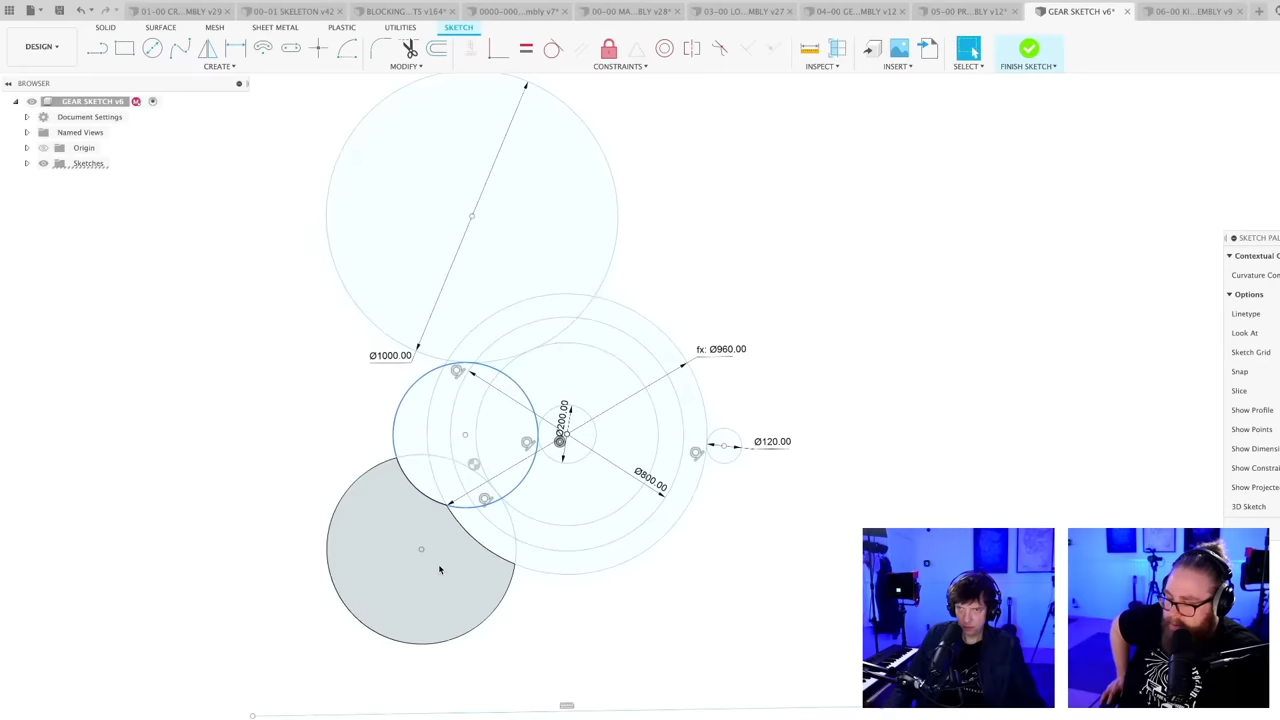 01-00 CR...EMBLY v29
00-01 SKELETON v42
BLOCKING...TS v164*
0000-000...mbly v7*
00-00 MA...BLY v28*
03-00 LO...EMBLY v27
04-00 GE...EMBLY v12
05-00 PR...BLY v12*
GEAR SKETCH v6*
06-00 KI...EMBLY v9
SOLID
SURFACE
MESH
SHEET METAL
PLASTIC
UTILITIES
SKETCH
DESIGN
CREATE
MODIFY
CONSTRAINTS
INSPECT
INSERT
SELECT
FINISH SKETCH
BROWSER
GEAR SKETCH v6
M
Document Settings
Named Views
Origin
Sketches
Ø1000.00
fx: Ø960.00
Ø200.00
Ø120.00
Ø800.00
SKETCH PAL
Contextual O
Curvature Com
Options
Linetype
Look At
Sketch Grid
Snap
Slice
Show Profile
Show Points
Show Dimensi
Show Constrai
Show Projecte
3D Sketch